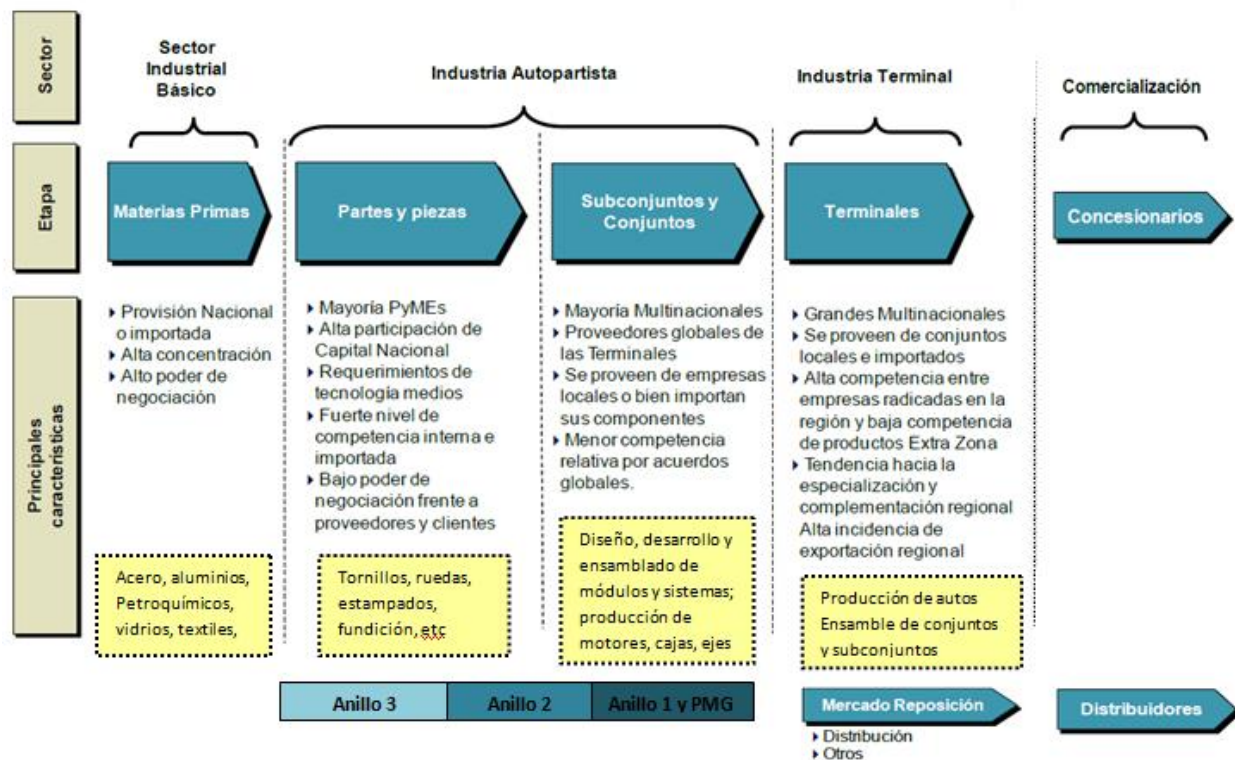 Sector
Sector
Industrial
Básico
Industria Autopartista
Industria Terminal
Comercialización
Etapa
Materias Primas
Partes y piezas
Subconjuntos y
Conjuntos
Terminales
Concesionarios
Principales
características
Provisión Nacional
o importada
Alta concentración
Alto poder de
negociación
Mayoría PyMEs
Alta participación de
Capital Nacional
Requerimientos de
tecnología medios
Fuerte nivel de
competencia interna e
importada
Bajo poder de
negociación frente a
proveedores y clientes
Mayoría Multinacionales
Proveedores globales de
las Terminales
Se proveen de empresas
locales o bien importan
sus componentes
Menor competencia
relativa por acuerdos
globales.
Grandes Multinacionales
Se proveen de conjuntos
locales e importados
Alta competencia entre
empresas radicadas en la
región y baja competencia
de productos Extra Zona
Tendencia hacia la
especialización y
complementación regional
Alta incidencia de
exportación regional
Acero, aluminios,
Petroquímicos,
vidrios, textiles,
Tornillos, ruedas,
estampados,
fundición, etc
Diseño, desarrollo y
ensamblado de
módulos y sistemas;
producción de
motores, cajas, ejes
Producción de autos
Ensamble de conjuntos
y subconjuntos
Anillo 3
Anillo 2
Anillo 1 y PMG
Mercado Reposición
Distribución
Otros
Distribuidores